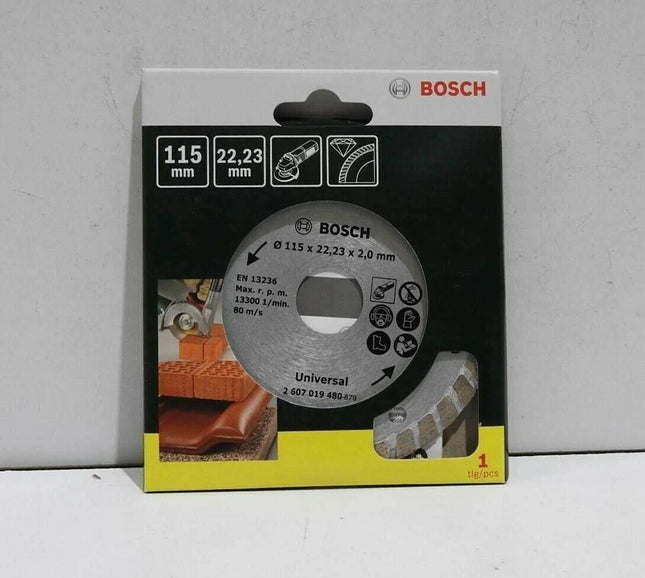 BOSCH
115
mm
22,23
mm
BOSCH
Ø 115 x 22,23 x 2,0 mm
EN 13236
Max. r. p. m.
13300 1/min.
80 m/s
Universal
2 607 019 480-879
1
tlg/pcs